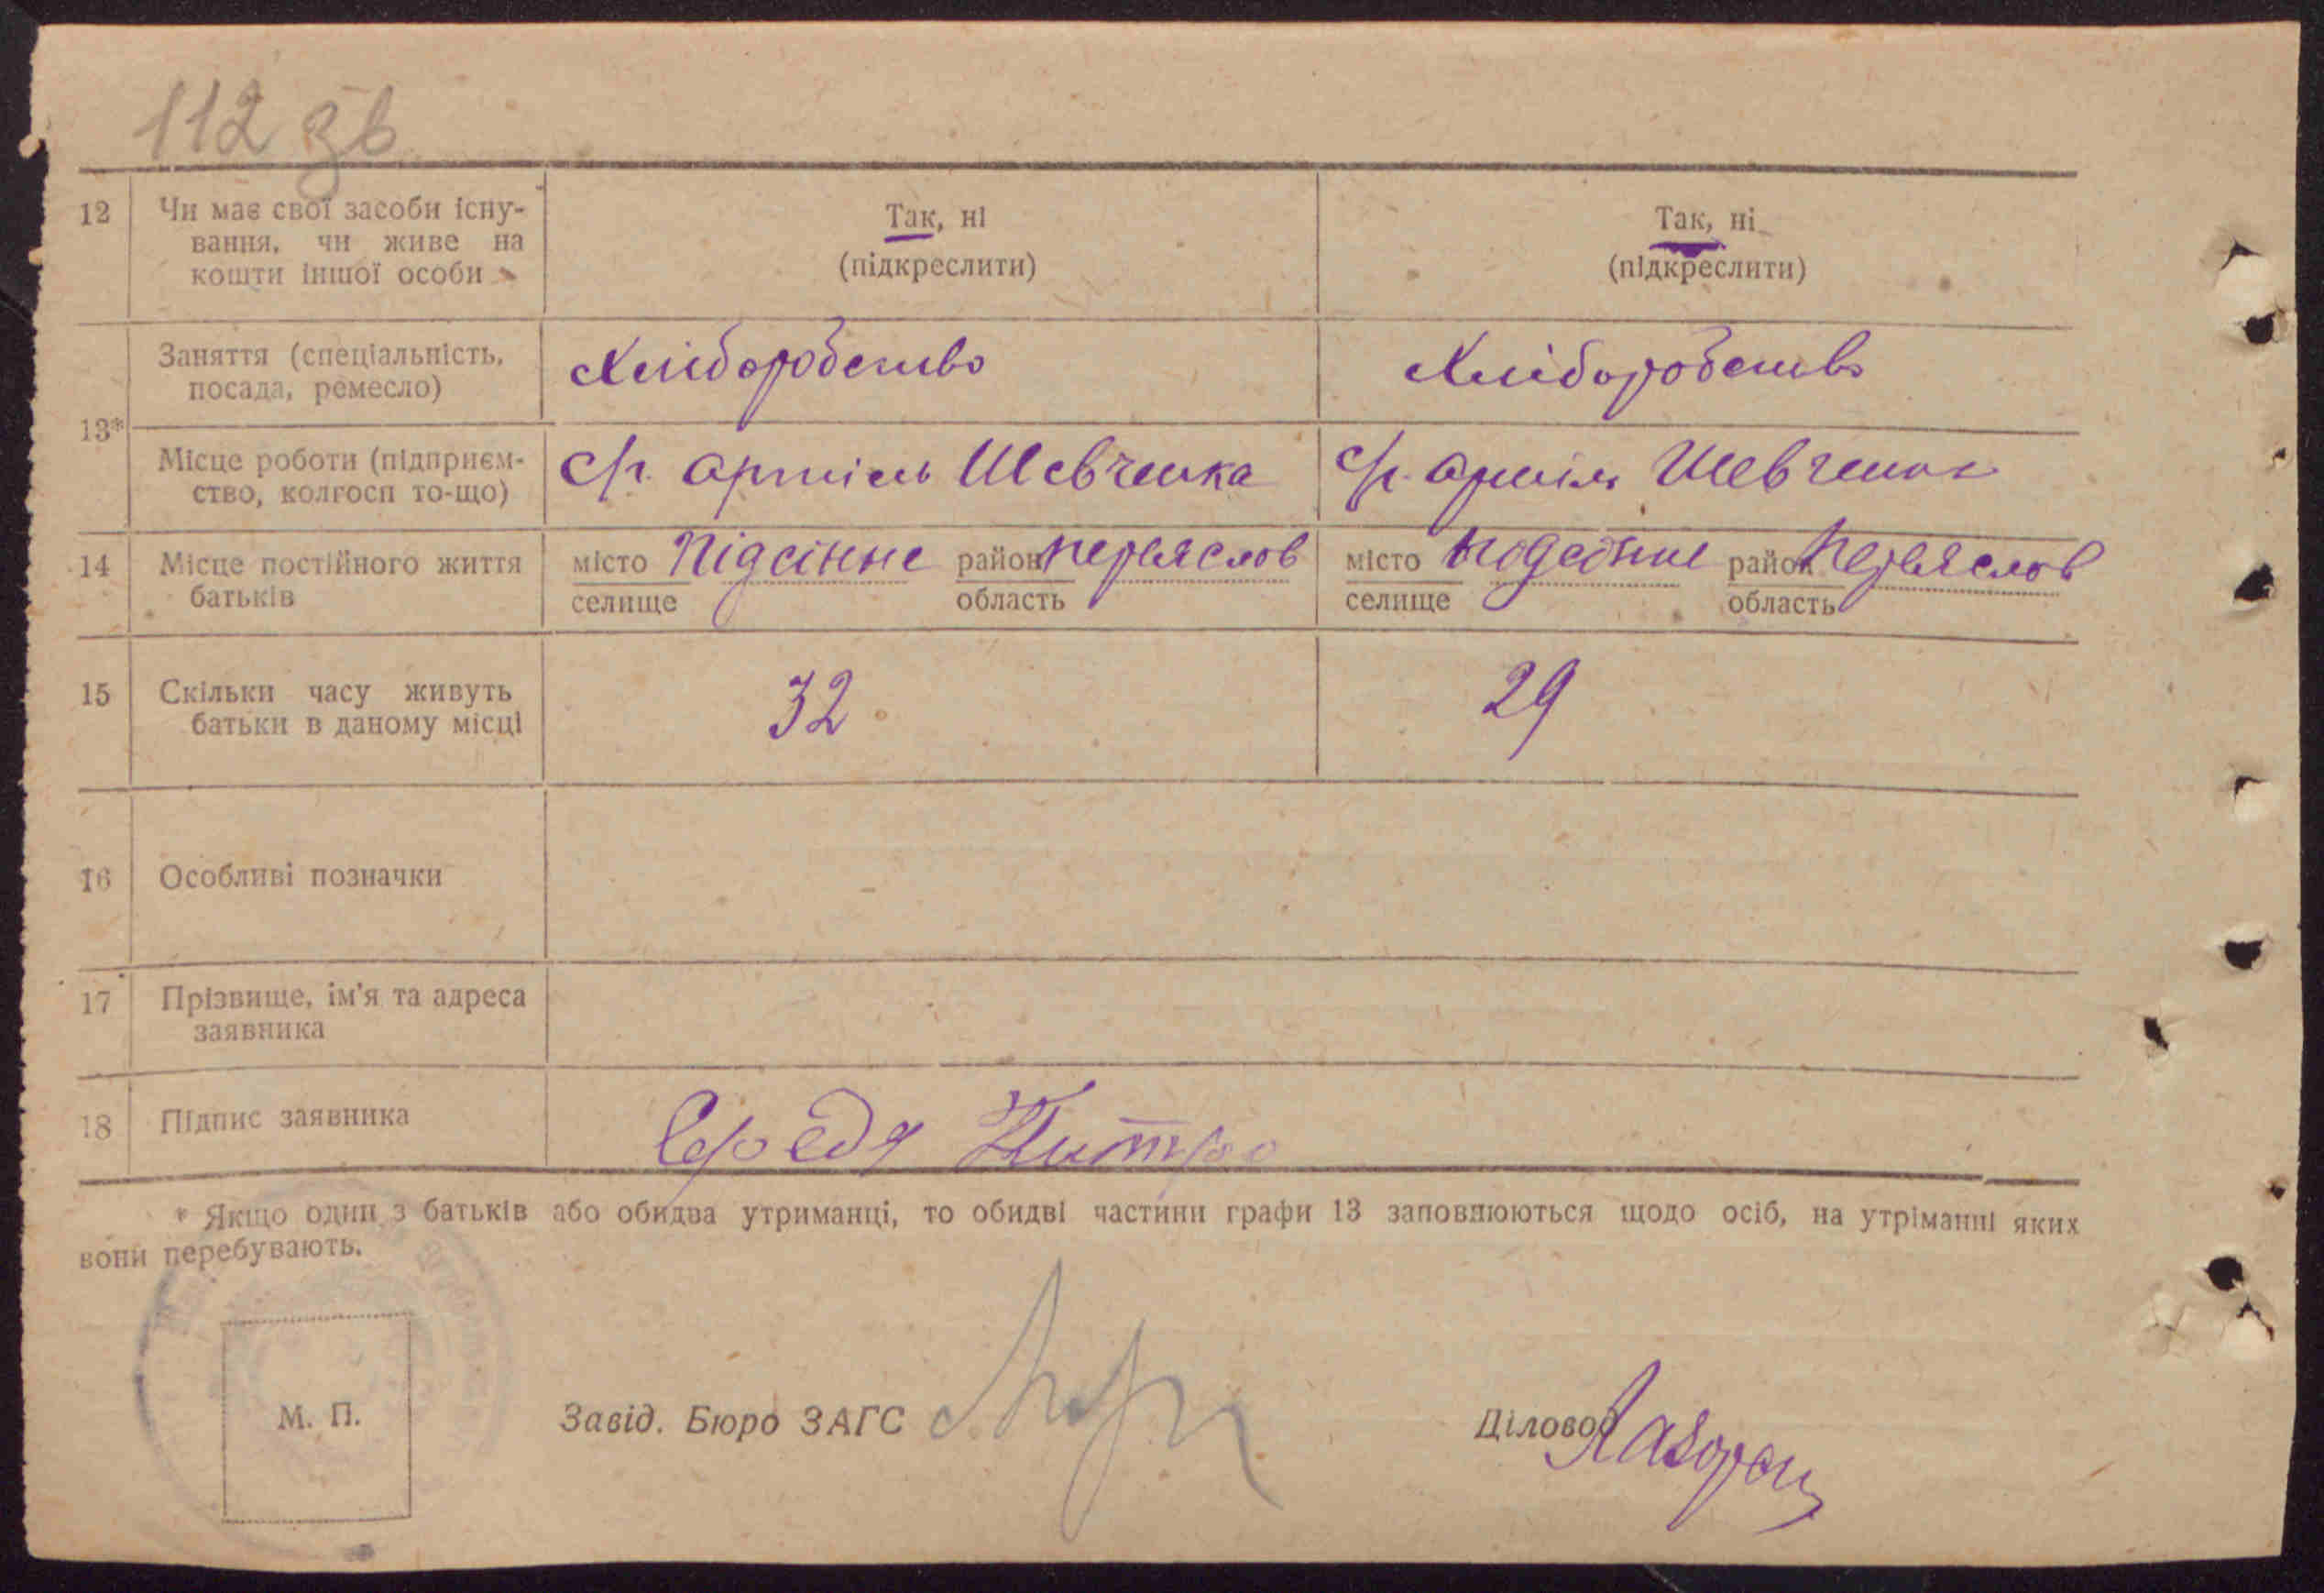 112 зв
12 Чи має свої засоби існу- Так, ні Так, ні
вання, чи живе на (підкреслити) (підкреслити)
кошти іншої особи
Заняття (спеціальність, Хліборобство Хліборобство
посада, ремесло)
13*
Місце роботи (підприєм- с/г. артіль Шевченка с/г. артіль Шевченка
ство, колгосп то-що)
14 Місце постійного життя місто Підсінне район Переяслов місто район Переяслов
батьків селище область селище область
15 Скільки часу живуть 32 29
батьки в даному місці
16 Особливі позначки
17 Прізвище, ім'я та адреса
заявника
18 Підпис заявника Середа
* Якщо один з батьків або обидва утриманці, то обидві частини графи 13 заповнюються щодо осіб, на утріманні яких
вони перебувають.
М. П. Завід. Бюро ЗАГС Діловод